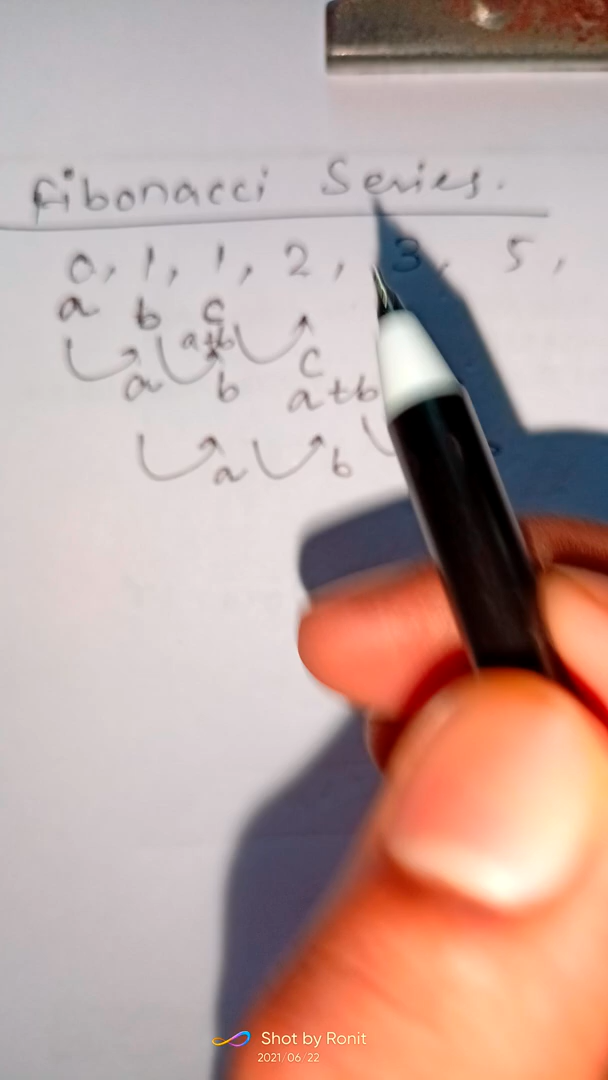 Fibonacci Series.
0, 1, 1, 2, 3, 5,
a b c
a+b
a b c
a+b
a b
Shot by Ronit
2021/06/22